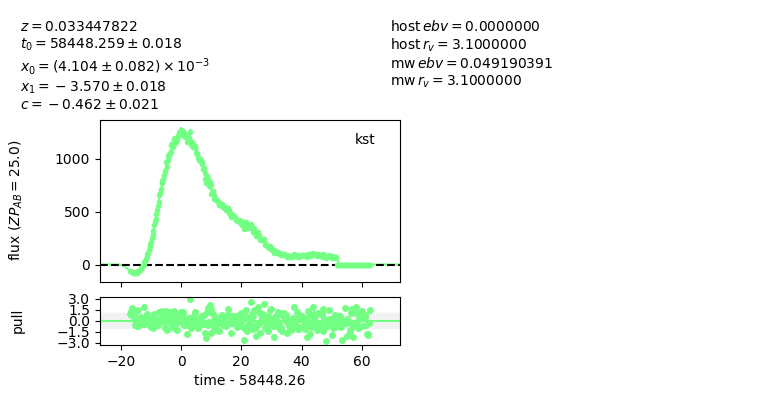 z = 0.033447822
t₀ = 58448.259 ± 0.018
x₀ = (4.104 ± 0.082) × 10⁻³
x₁ = −3.570 ± 0.018
c = −0.462 ± 0.021
host ebv = 0.0000000
host r_v = 3.1000000
mw ebv = 0.049190391
mw r_v = 3.1000000
kst
flux (ZP_AB = 25.0)
1000
500
0
pull
3.0
1.5
0.0
−1.5
−3.0
−20 0 20 40 60
time - 58448.26